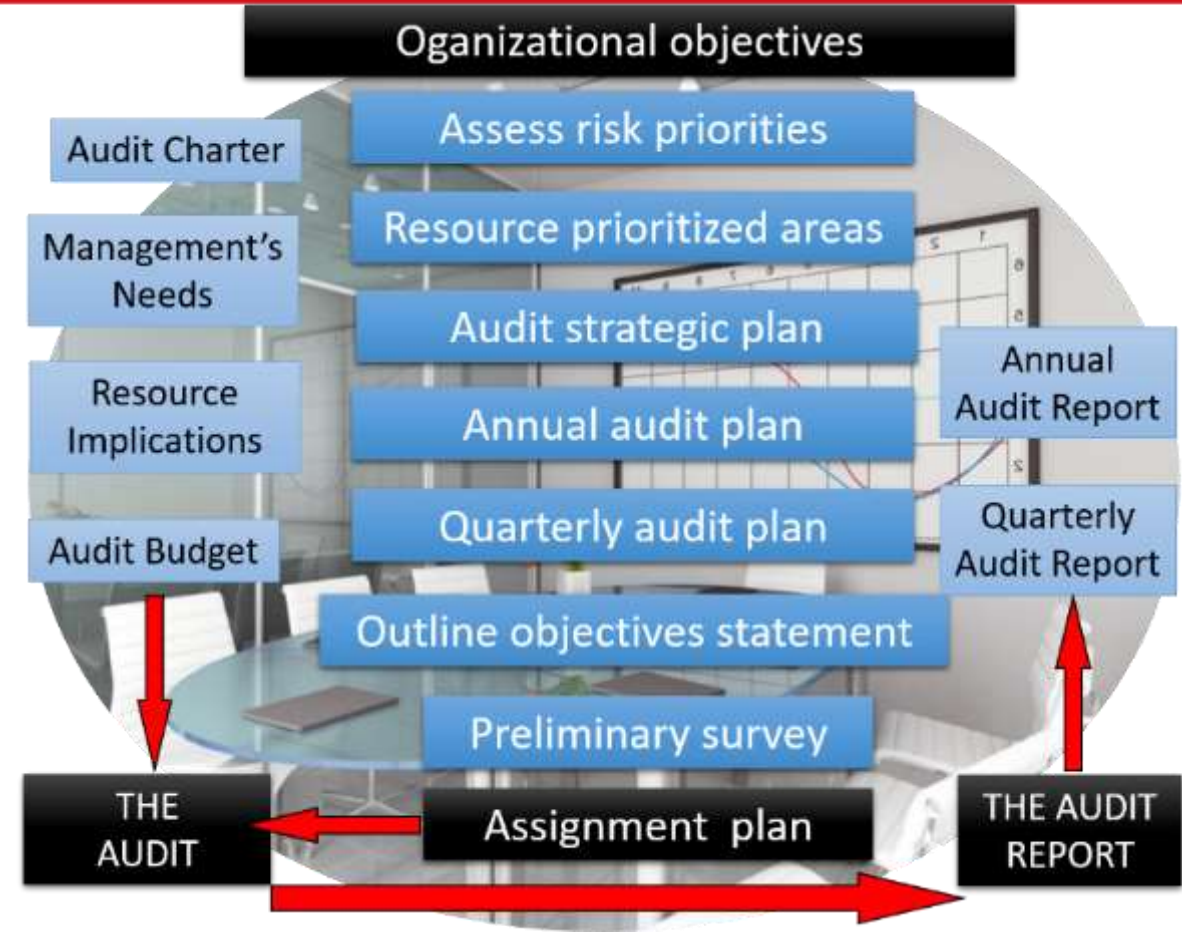 Oganizational objectives
Assess risk priorities
Audit Charter
Resource prioritized areas
Management's
Needs
Audit strategic plan
Annual
Audit Report
Resource
Implications
Annual audit plan
Quarterly audit plan
Quarterly
Audit Report
Audit Budget
Outline objectives statement
Preliminary survey
THE
AUDIT
Assignment plan
THE AUDIT
REPORT